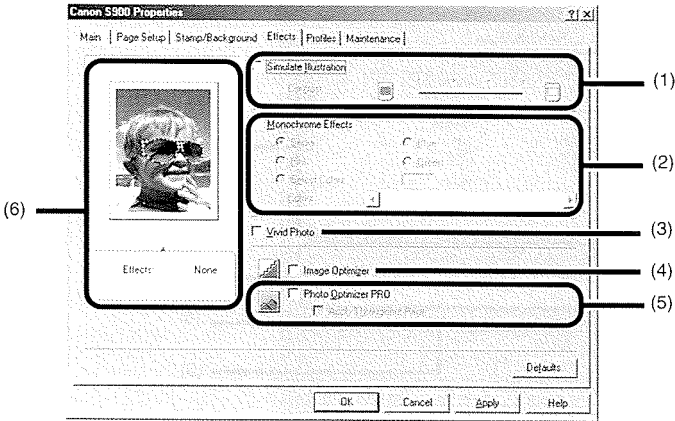 Canon S900 Properties
? X
Main Page Setup Stamp/Background Effects Profiles Maintenance
Simulate Illustration
(1)
Monochrome Effects
(2)
(6)
Vivid Photo
(3)
Effects: None
Image Optimizer
(4)
Photo Optimizer PRO
(5)
Defaults
OK Cancel Apply Help